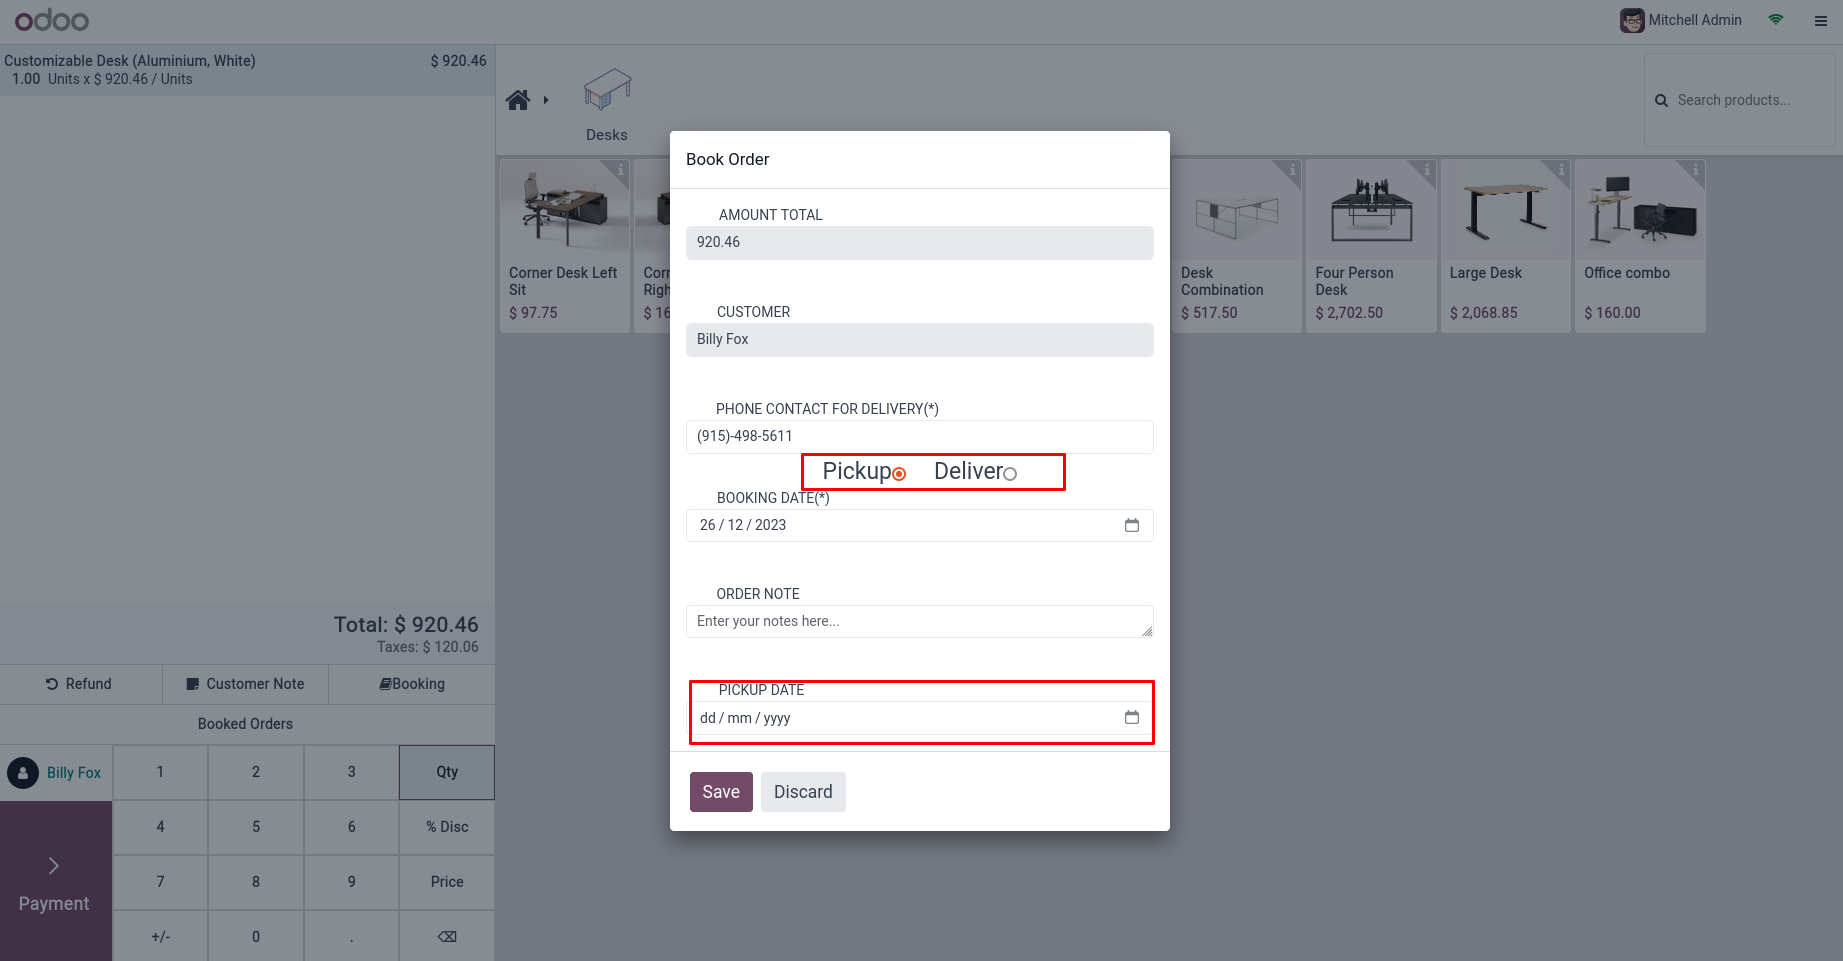 odoo
Mitchell Admin
Customizable Desk (Aluminium, White) $ 920.46
1.00 Units x $ 920.46 / Units
Desks
Search products...
Corner Desk Left
Sit
$ 97.75
Corn
Righ
$ 16
Desk
Combination
$ 517.50
Four Person
Desk
$ 2,702.50
Large Desk
$ 2,068.85
Office combo
$ 160.00
Book Order
AMOUNT TOTAL
920.46
CUSTOMER
Billy Fox
PHONE CONTACT FOR DELIVERY(*)
(915)-498-5611
Pickup Deliver
BOOKING DATE(*)
26 / 12 / 2023
ORDER NOTE
Enter your notes here...
PICKUP DATE
dd / mm / yyyy
Save Discard
Total: $ 920.46
Taxes: $ 120.06
Refund Customer Note Booking
Booked Orders
Billy Fox
1 2 3 Qty
4 5 6 % Disc
7 8 9 Price
+/- 0 .
Payment